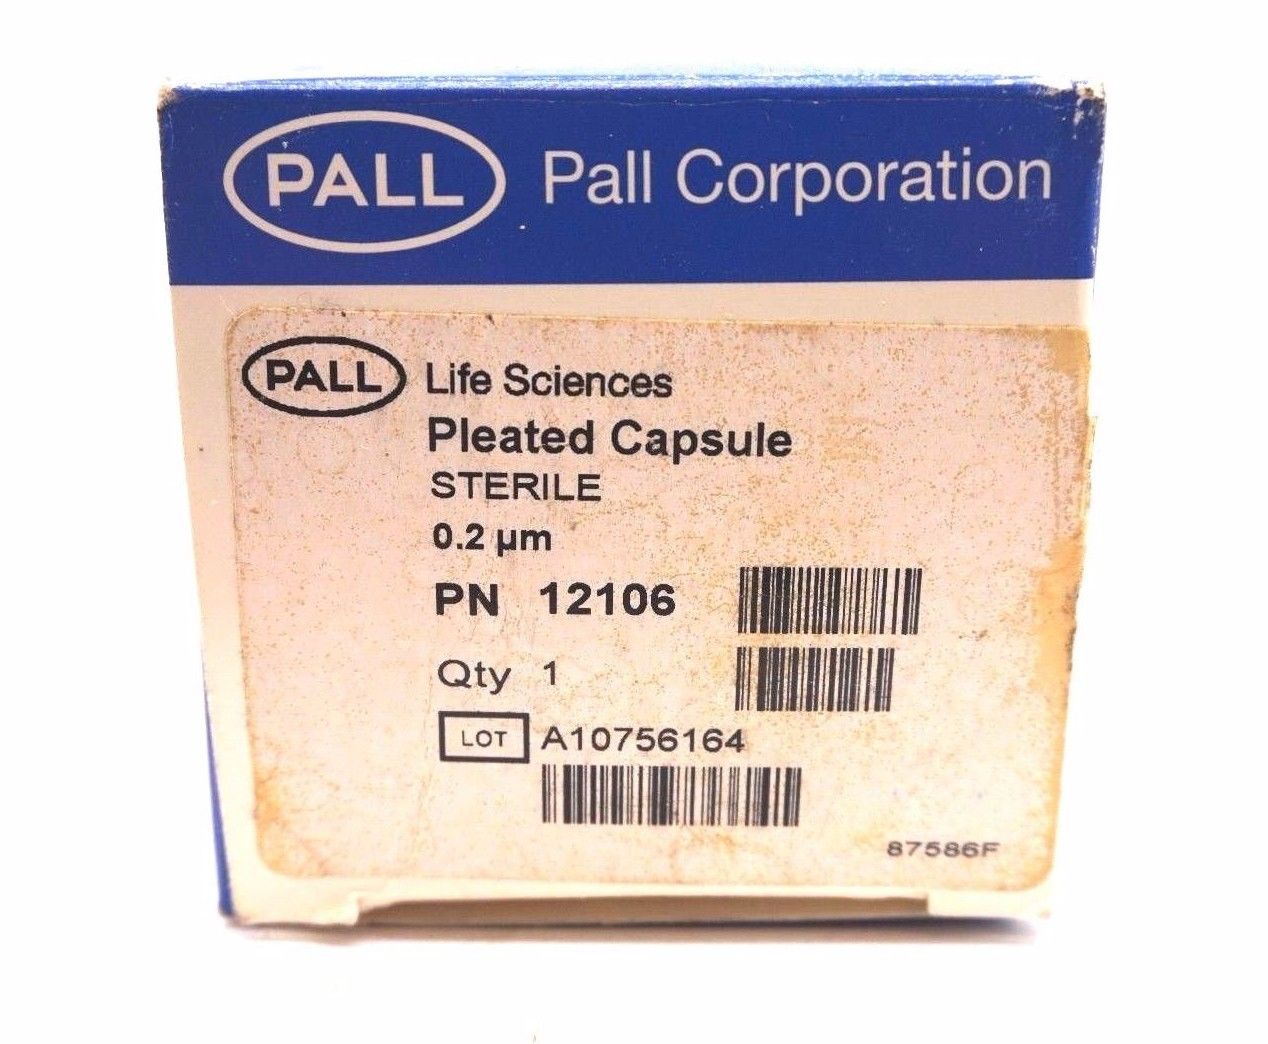 PALL Pall Corporation
PALL Life Sciences
Pleated Capsule
STERILE
0.2 µm
PN 12106
Qty 1
LOT A10756164
87586F